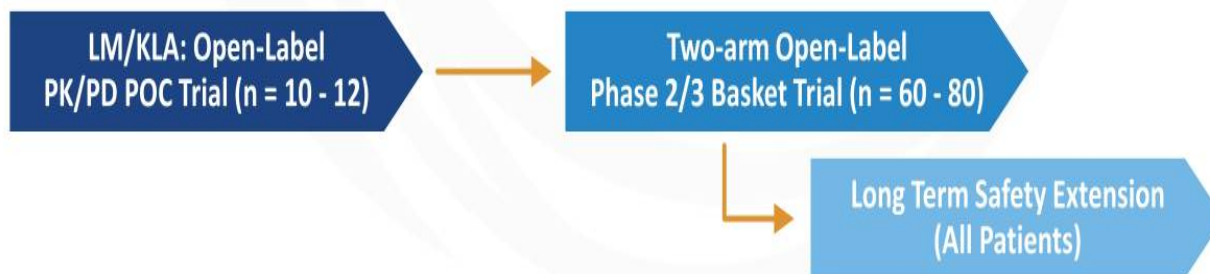 LM/KLA: Open-Label
PK/PD POC Trial (n = 10 - 12)
Two-arm Open-Label
Phase 2/3 Basket Trial (n = 60 - 80)
Long Term Safety Extension
(All Patients)